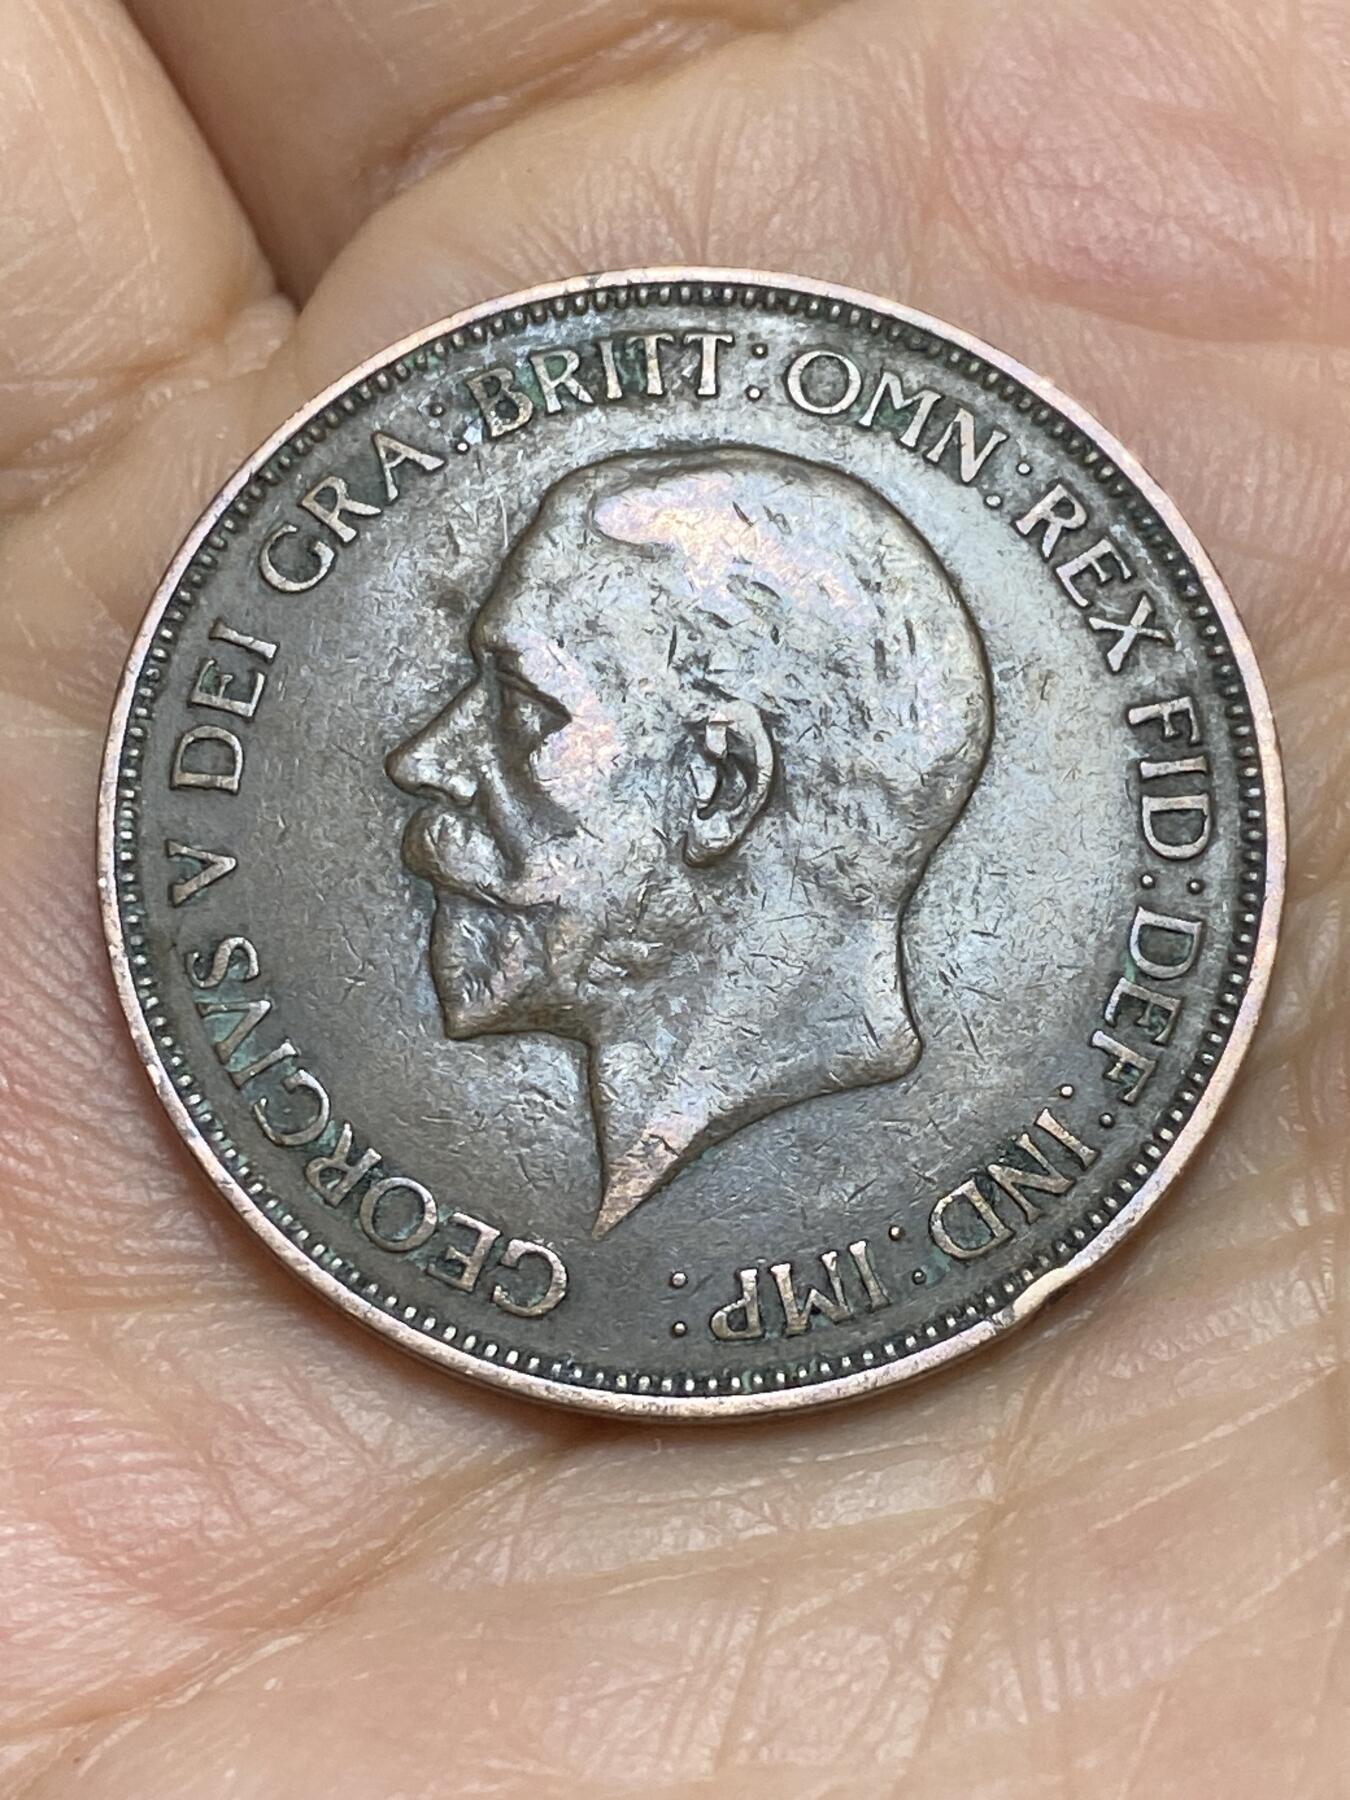 GEORGIVS V DEI GRA: BRITT: OMN: REX FID: DEF: IND: IMP: